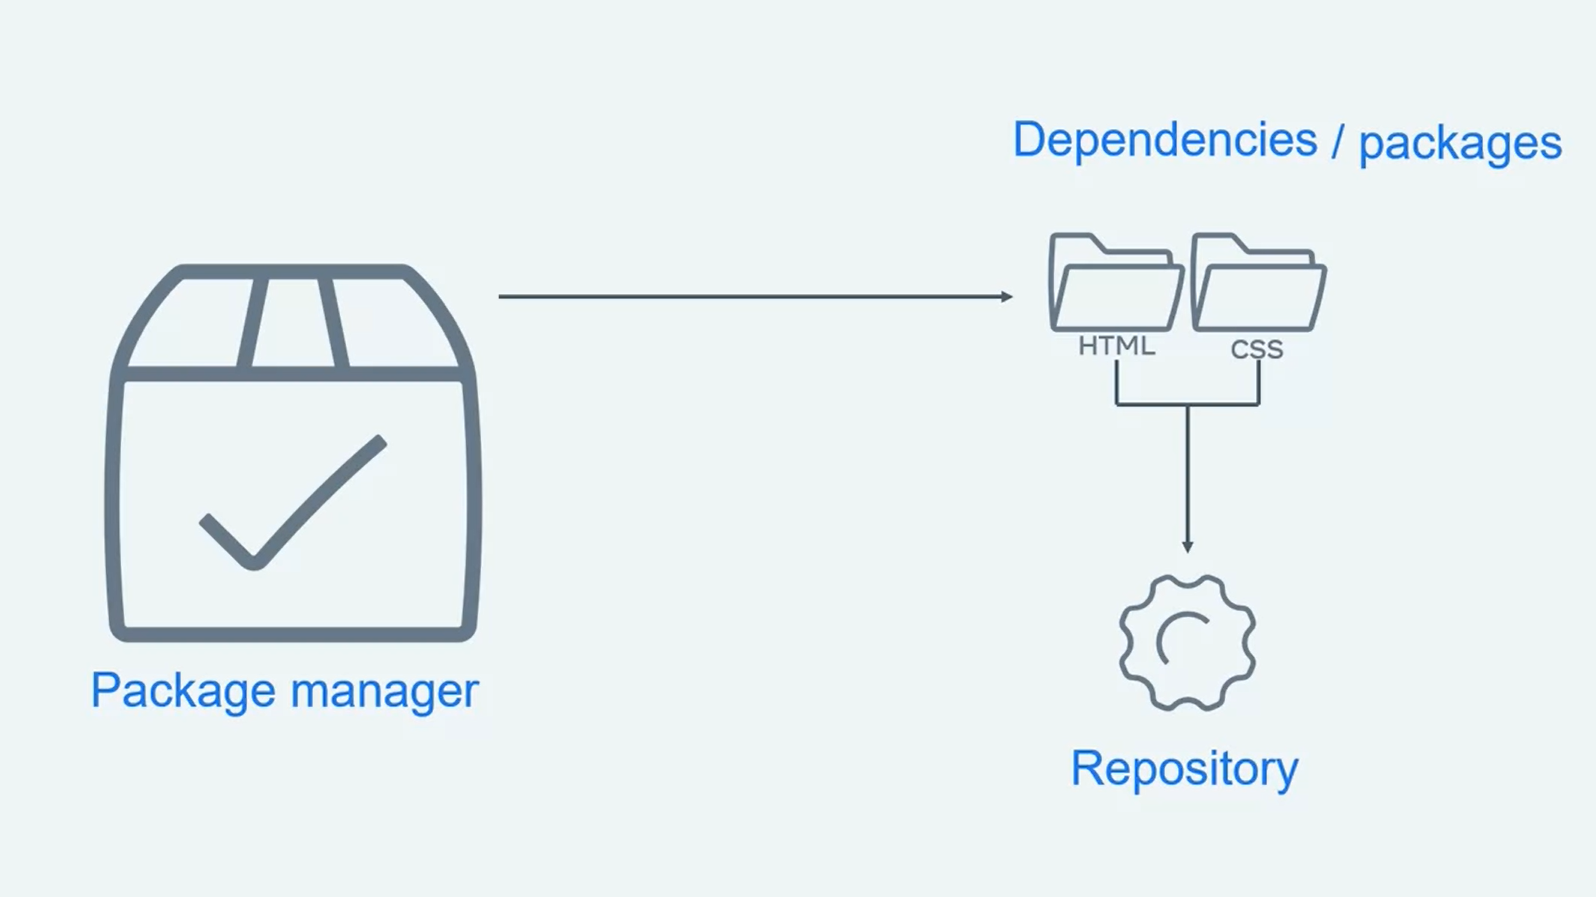 Dependencies / packages
HTML
CSS
Package manager
Repository